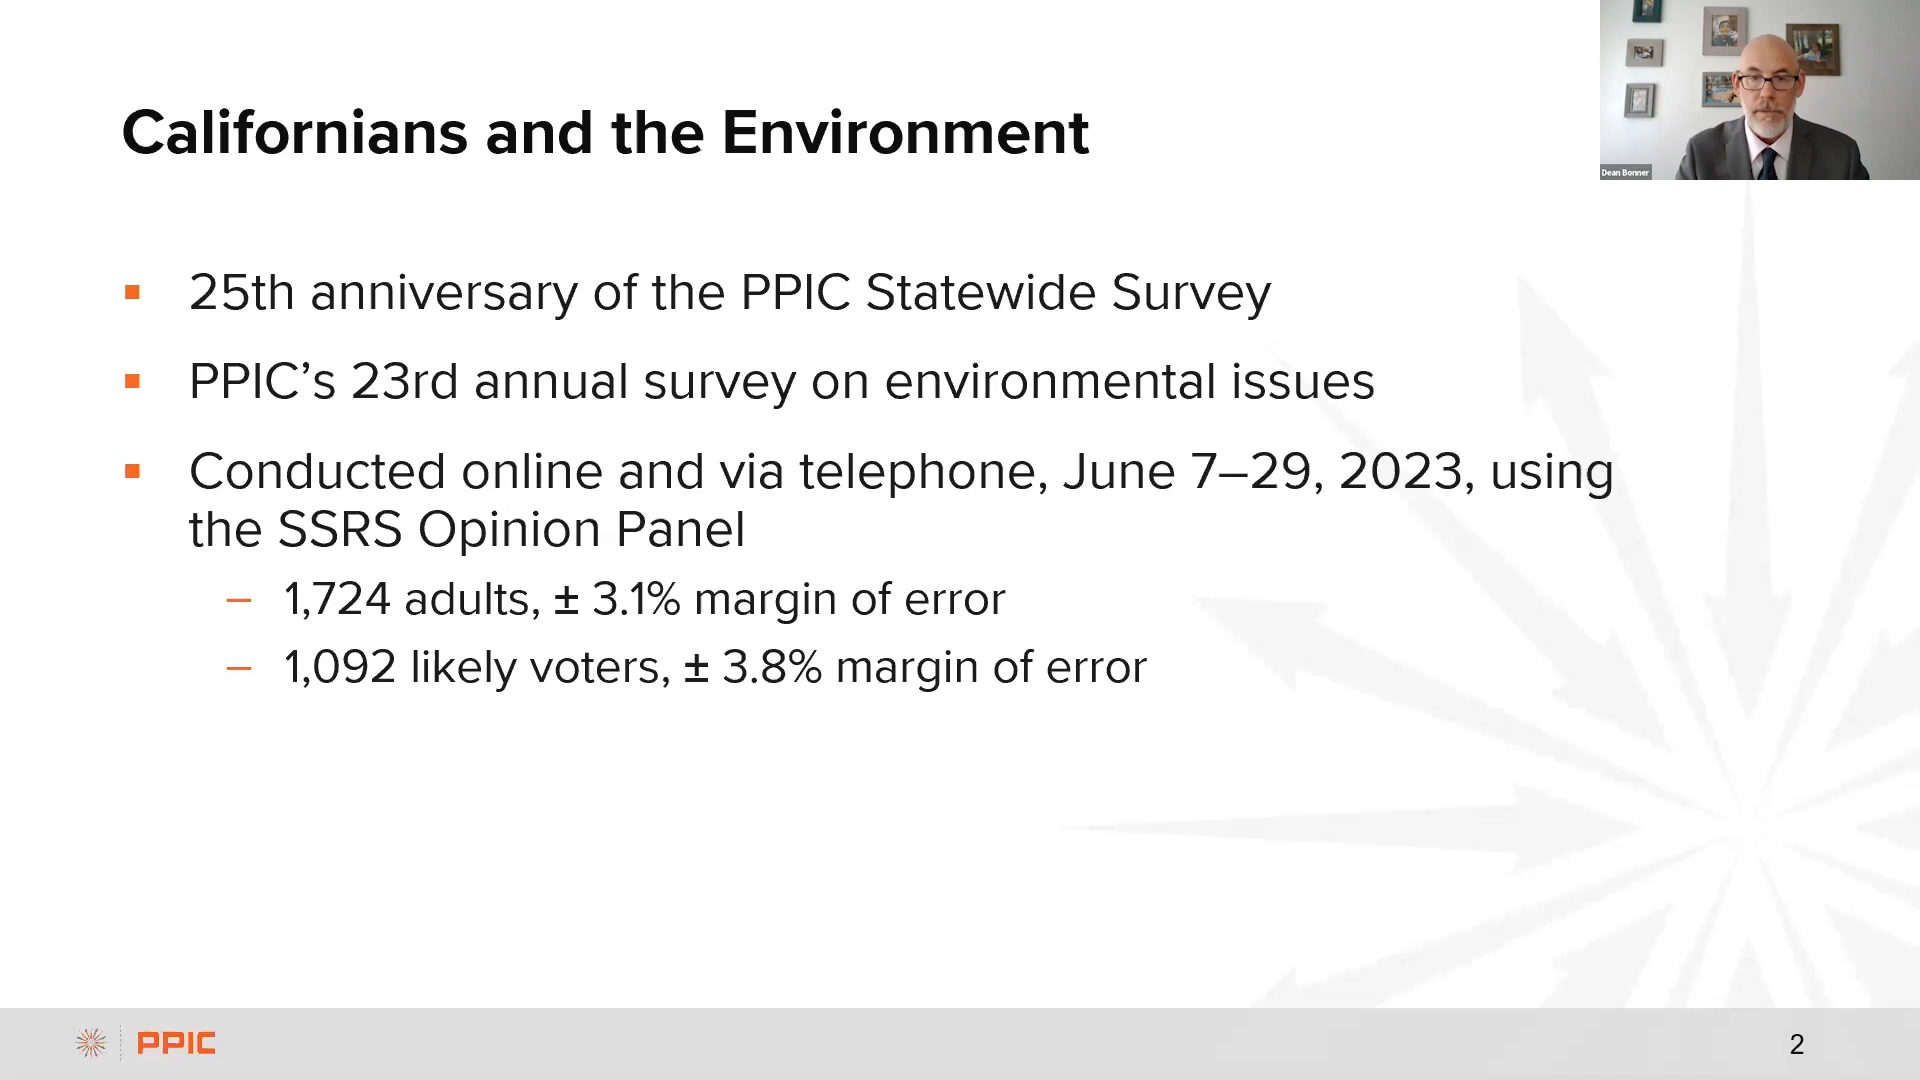 Californians and the Environment
Dean Bonner
▪ 25th anniversary of the PPIC Statewide Survey
▪ PPIC’s 23rd annual survey on environmental issues
▪ Conducted online and via telephone, June 7–29, 2023, using
the SSRS Opinion Panel
– 1,724 adults, ± 3.1% margin of error
– 1,092 likely voters, ± 3.8% margin of error
PPIC
2